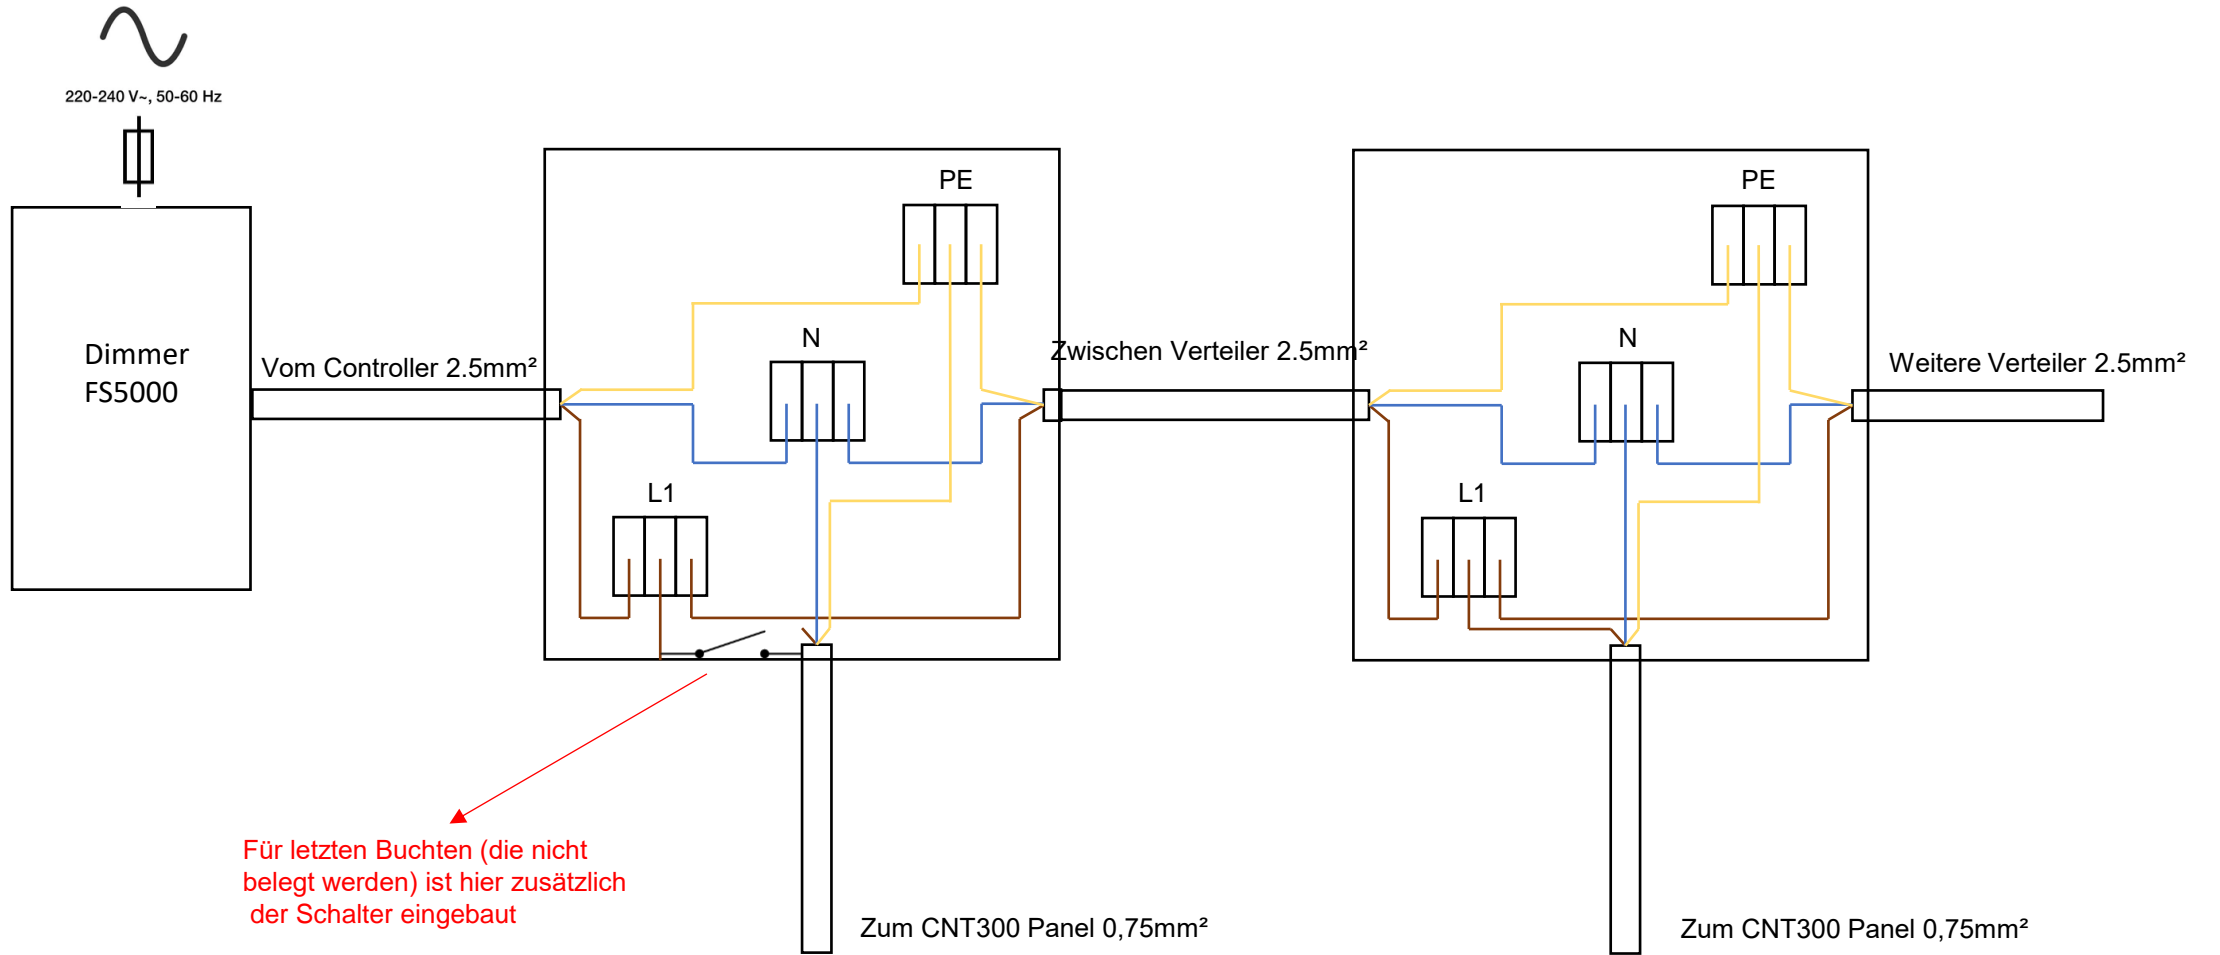 220-240 V~, 50-60 Hz
PE
PE
Dimmer
FS5000
Vom Controller 2.5mm²
N
Zwischen Verteiler 2.5mm²
N
Weitere Verteiler 2.5mm²
L1
L1
Für letzten Buchten (die nicht
belegt werden) ist hier zusätzlich
der Schalter eingebaut
Zum CNT300 Panel 0,75mm²
Zum CNT300 Panel 0,75mm²